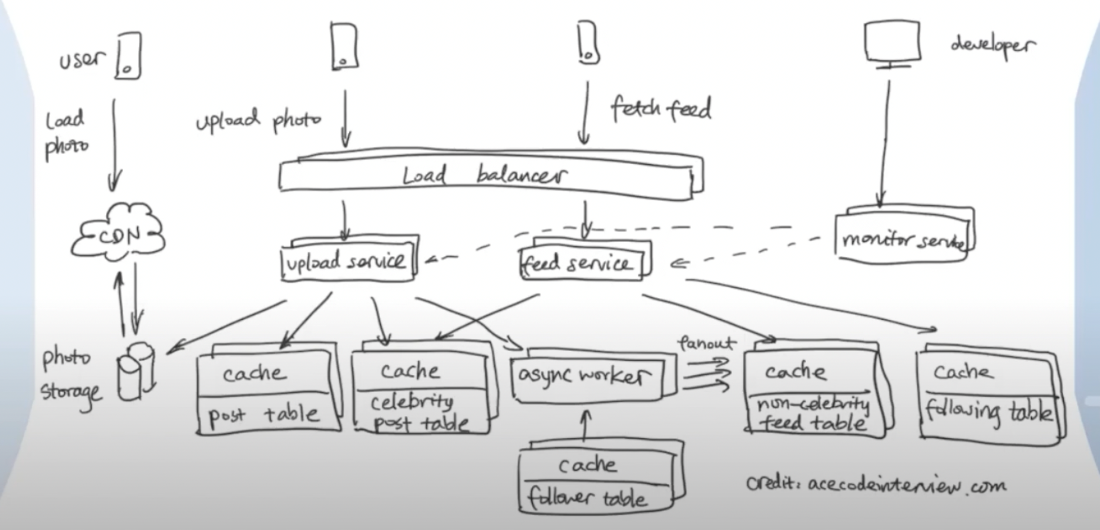 user
developer
Load
photo
upload photo
fetch feed
Load balancer
CDN
upload service
feed service
monitor service
photo
storage
cache
post table
cache
celebrity
post table
async worker
fanout
cache
non-celebrity
feed table
cache
following table
cache
follower table
credit: acecodeinterview.com